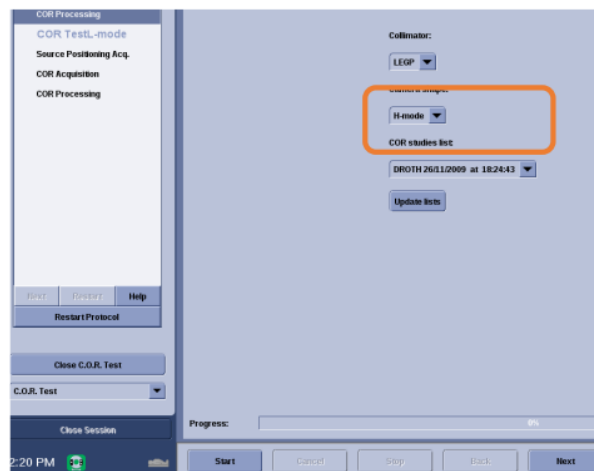 COR Processing
COR TestL-mode
Source Positioning Acq.
COR Acquisition
COR Processing
Next Restart Help
Restart Protocol
Close C.O.R. Test
C.O.R. Test
Close Session
2:20 PM
Collimator:
LEGP
Camera shape:
H-mode
COR studies list:
DROTH 26/11/2009 at 18:24:43
Update lists
Progress:
0%
Start Cancel Stop Back Next